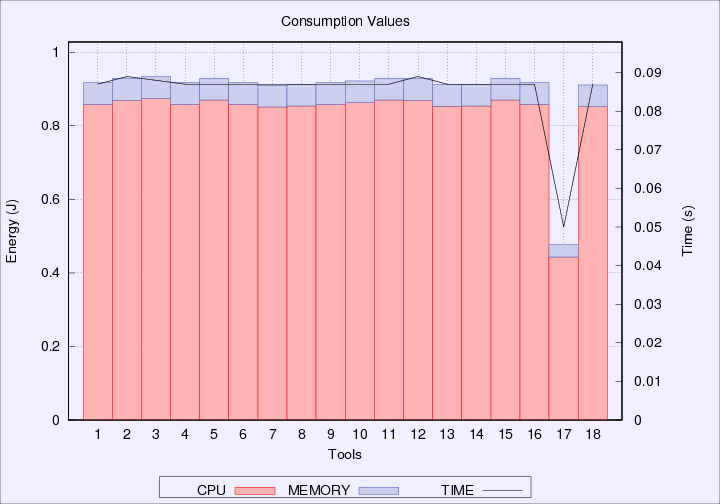 Consumption Values
1
0.8
0.6
0.4
0.2
0
Energy (J)
0.09
0.08
0.07
0.06
0.05
0.04
0.03
0.02
0.01
0
Time (s)
1 2 3 4 5 6 7 8 9 10 11 12 13 14 15 16 17 18
Tools
CPU MEMORY TIME